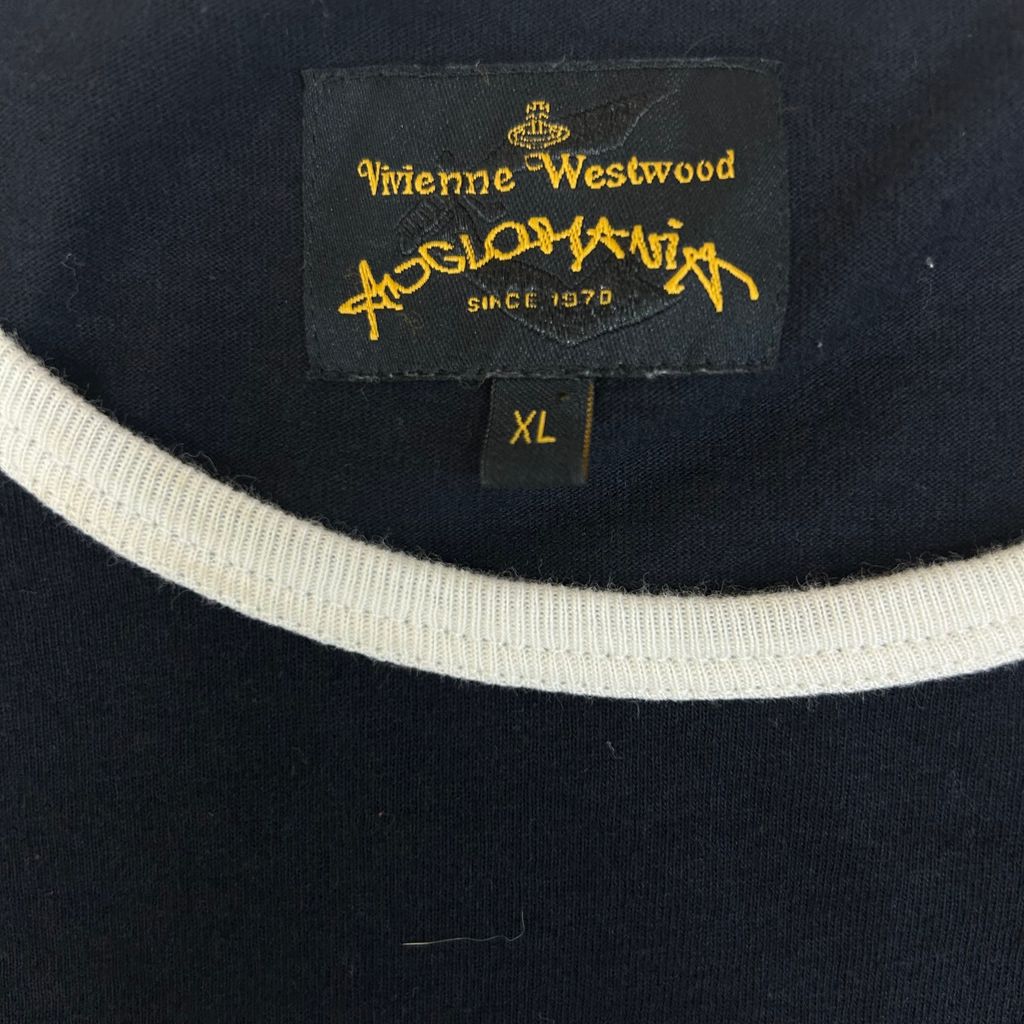 Vivienne Westwood
ANGLOMANIA
SINCE 1970
XL